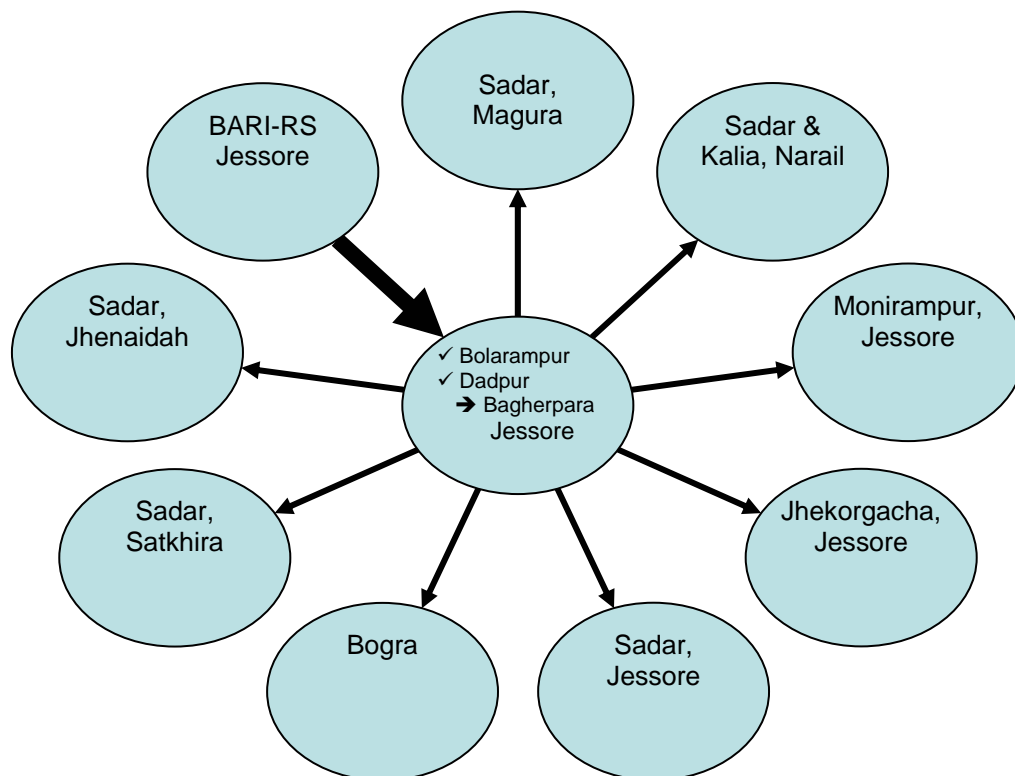 Sadar,
Magura
BARI-RS
Jessore
Sadar &
Kalia, Narail
Sadar,
Jhenaidah
Monirampur,
Jessore
✓ Bolarampur
✓ Dadpur
➔ Bagherpara
Jessore
Sadar,
Satkhira
Jhekorgacha,
Jessore
Bogra
Sadar,
Jessore